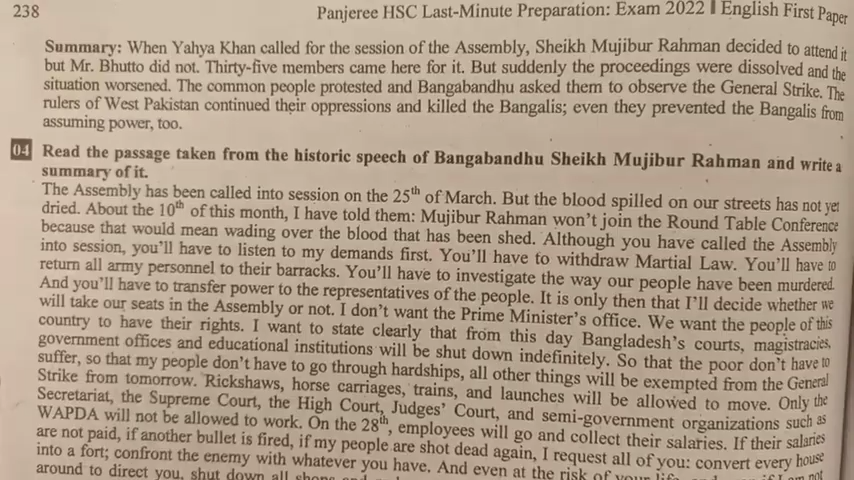 238
Panjeree HSC Last-Minute Preparation: Exam 2022 | English First Paper
Summary: When Yahya Khan called for the session of the Assembly, Sheikh Mujibur Rahman decided to attend it
but Mr. Bhutto did not. Thirty-five members came here for it. But suddenly the proceedings were dissolved and the
situation worsened. The common people protested and Bangabandhu asked them to observe the General Strike. The
rulers of West Pakistan continued their oppressions and killed the Bangalis; even they prevented the Bangalis from
assuming power, too.
04 Read the passage taken from the historic speech of Bangabandhu Sheikh Mujibur Rahman and write a
summary of it.
The Assembly has been called into session on the 25th of March. But the blood spilled on our streets has not yet
dried. About the 10th of this month, I have told them: Mujibur Rahman won't join the Round Table Conference
because that would mean wading over the blood that has been shed. Although you have called the Assembly
into session, you'll have to listen to my demands first. You'll have to withdraw Martial Law. You'll have to
return all army personnel to their barracks. You'll have to investigate the way our people have been murdered.
And you'll have to transfer power to the representatives of the people. It is only then that I'll decide whether we
will take our seats in the Assembly or not. I don't want the Prime Minister's office. We want the people of this
country to have their rights. I want to state clearly that from this day Bangladesh's courts, magistracies,
government offices and educational institutions will be shut down indefinitely. So that the poor don't have to
suffer, so that my people don't have to go through hardships, all other things will be exempted from the General
Strike from tomorrow. Rickshaws, horse carriages, trains, and launches will be allowed to move. Only the
Secretariat, the Supreme Court, the High Court, Judges' Court, and semi-government organizations such as
WAPDA will not be allowed to work. On the 28th, employees will go and collect their salaries. If their salaries
are not paid, if another bullet is fired, if my people are shot dead again, I request all of you: convert every house
into a fort; confront the enemy with whatever you have. And even at the risk of your life, if I am not
around to direct you, shut down all shops